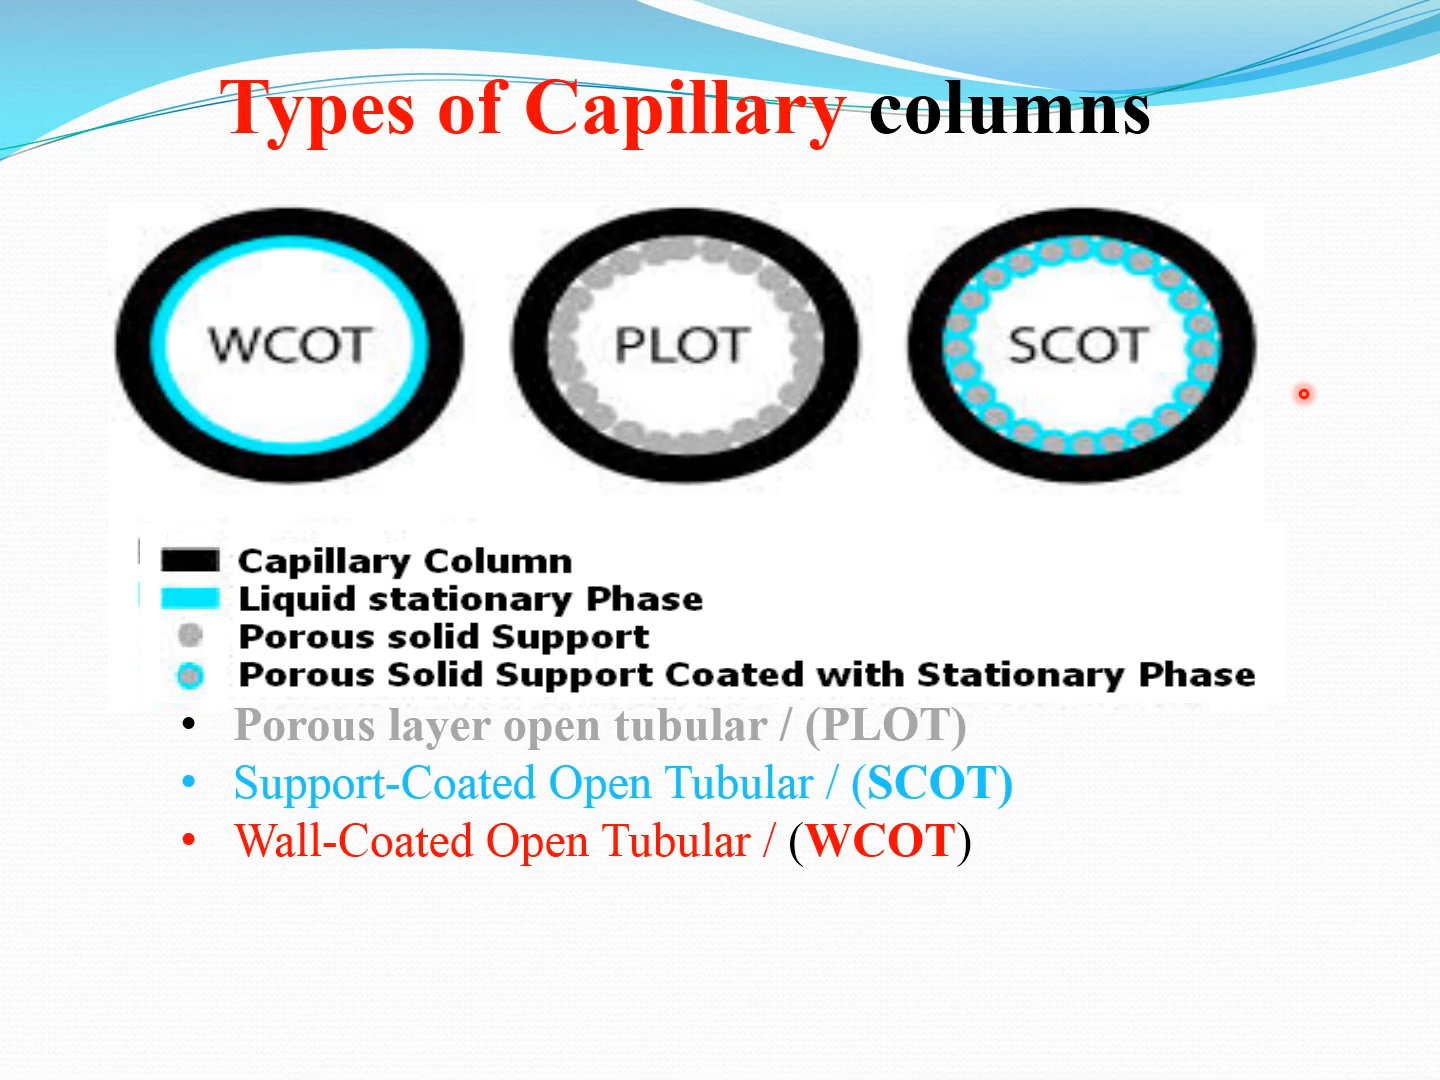 Types of Capillary columns
WCOT
PLOT
SCOT
Capillary Column
Liquid stationary Phase
Porous solid Support
Porous Solid Support Coated with Stationary Phase
• Porous layer open tubular / (PLOT)
• Support-Coated Open Tubular / (SCOT)
• Wall-Coated Open Tubular / (WCOT)